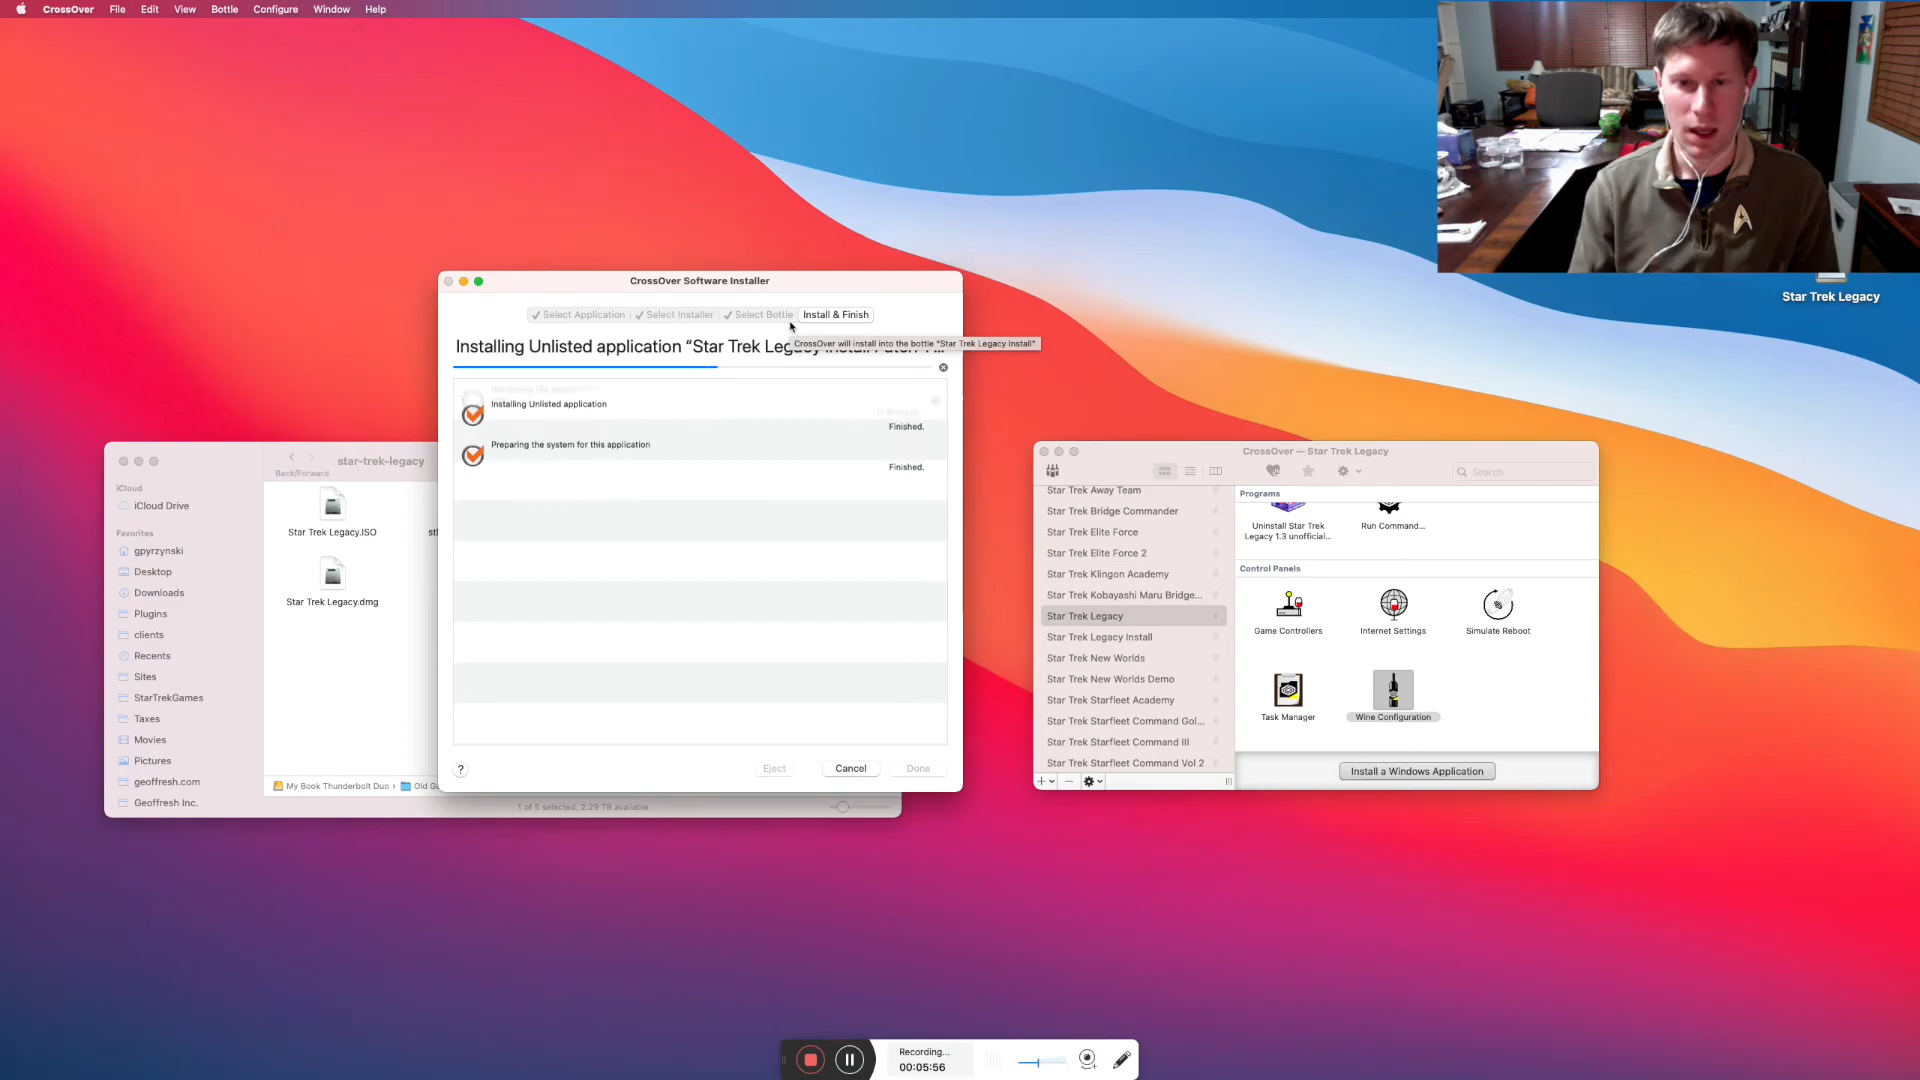 CrossOver File Edit View Bottle Configure Window Help
Star Trek Legacy
CrossOver Software Installer
✓ Select Application ✓ Select Installer ✓ Select Bottle Install & Finish
Installing Unlisted application “Star Trek
CrossOver will install into the bottle "Star Trek Legacy Install"
Installing Unlisted application
Finished.
Preparing the system for this application
Finished.
? Eject Cancel Done
star-trek-legacy
Back/Forward
iCloud
iCloud Drive
Favorites
gpyrzynski
Desktop
Downloads
Plugins
clients
Recents
Sites
StarTrekGames
Taxes
Movies
Pictures
geoffresh.com
Geoffresh Inc.
Star Trek Legacy.ISO
Star Trek Legacy.dmg
My Book Thunderbolt Duo › Old
1 of 5 selected, 2.29 TB available
CrossOver — Star Trek Legacy
Search
Star Trek Away Team
Star Trek Bridge Commander
Star Trek Elite Force
Star Trek Elite Force 2
Star Trek Klingon Academy
Star Trek Kobayashi Maru Bridge...
Star Trek Legacy
Star Trek Legacy Install
Star Trek New Worlds
Star Trek New Worlds Demo
Star Trek Starfleet Academy
Star Trek Starfleet Command Gol...
Star Trek Starfleet Command III
Star Trek Starfleet Command Vol 2
Programs
Uninstall Star Trek
Legacy 1.3 unofficial...
Run Command...
Control Panels
Game Controllers
Internet Settings
Simulate Reboot
Task Manager
Wine Configuration
Install a Windows Application
Recording...
00:05:56